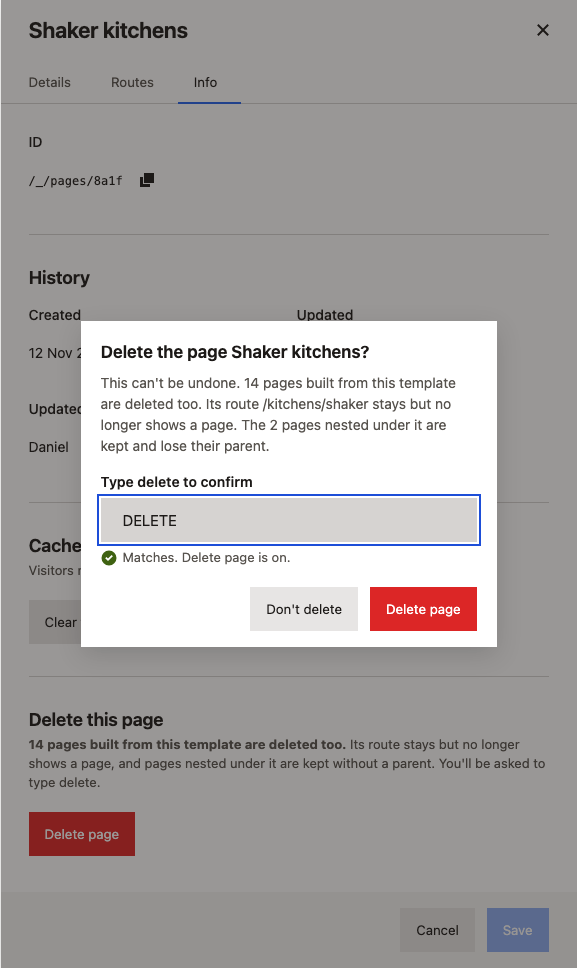 Shaker kitchens
Details Routes Info
ID
/_/pages/8a1f
History
Created Updated
12 Nov
Updated
Daniel
Cache
Visitors
Clear
Delete the page Shaker kitchens?
This can't be undone. 14 pages built from this template
are deleted too. Its route /kitchens/shaker stays but no
longer shows a page. The 2 pages nested under it are
kept and lose their parent.
Type delete to confirm
DELETE
Matches. Delete page is on.
Don't delete Delete page
Delete this page
14 pages built from this template are deleted too. Its route stays but no longer
shows a page, and pages nested under it are kept without a parent. You'll be asked to
type delete.
Delete page
Cancel Save